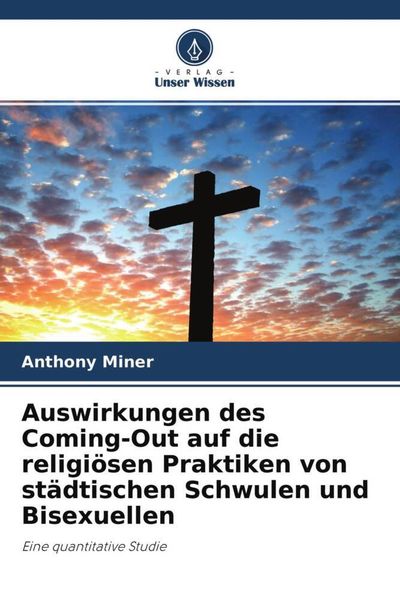 - VERLAG -
Unser Wissen
Anthony Miner
Auswirkungen des
Coming-Out auf die
religiösen Praktiken von
städtischen Schwulen und
Bisexuellen
Eine quantitative Studie